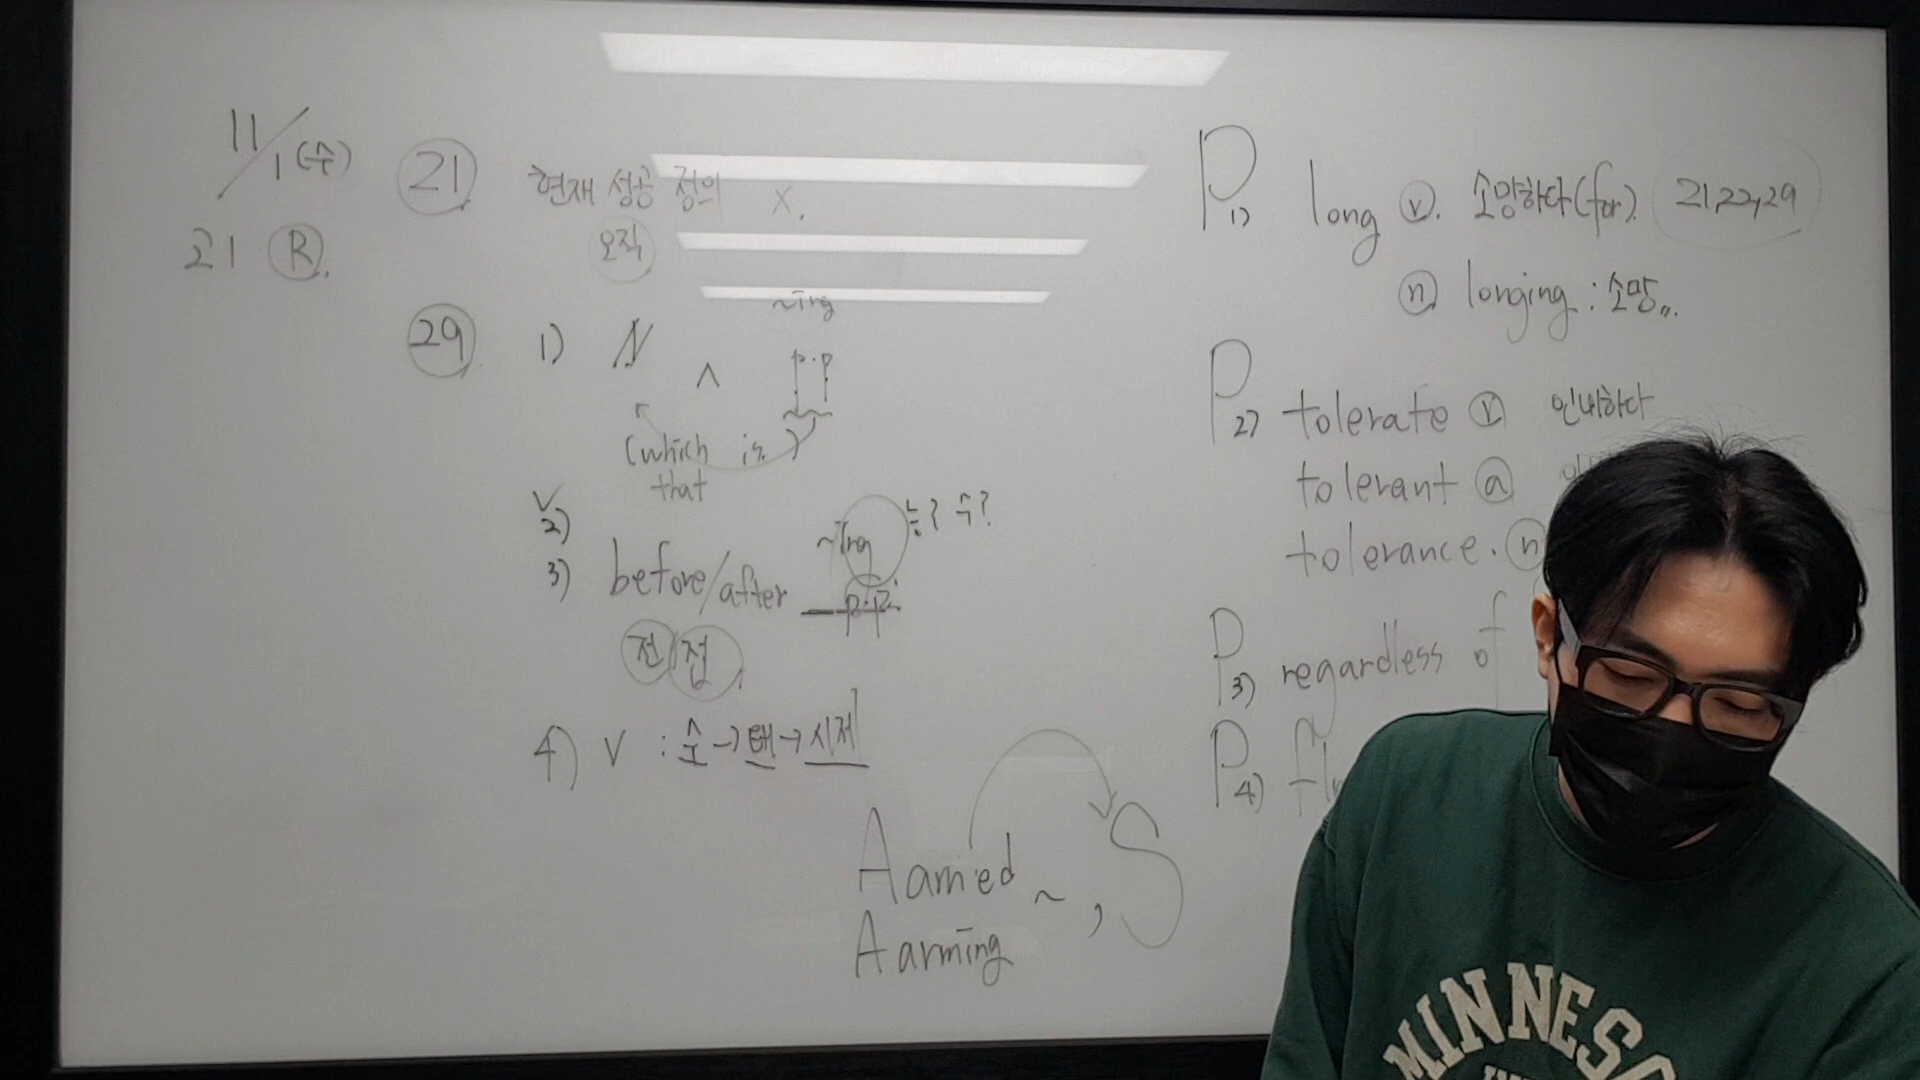 11/1 (수)
21 R.
21. 현재 성공 정의 X.
오직
29. 1) N ^ ~ing
p.p
(which is)
that
V
2)
3) before/after ~ing 능? 수?
p.p.
전/접.
4) V : 수→태→시제
Aarmed ~ , S
Aarming
P1) long ⓥ. 소망하다(for). 21,22,29
ⓝ longing : 소망..
P2) tolerate ⓥ 인내하다
tolerant ⓐ
tolerance. ⓝ
P3) regardless of
P4)
MINNESO